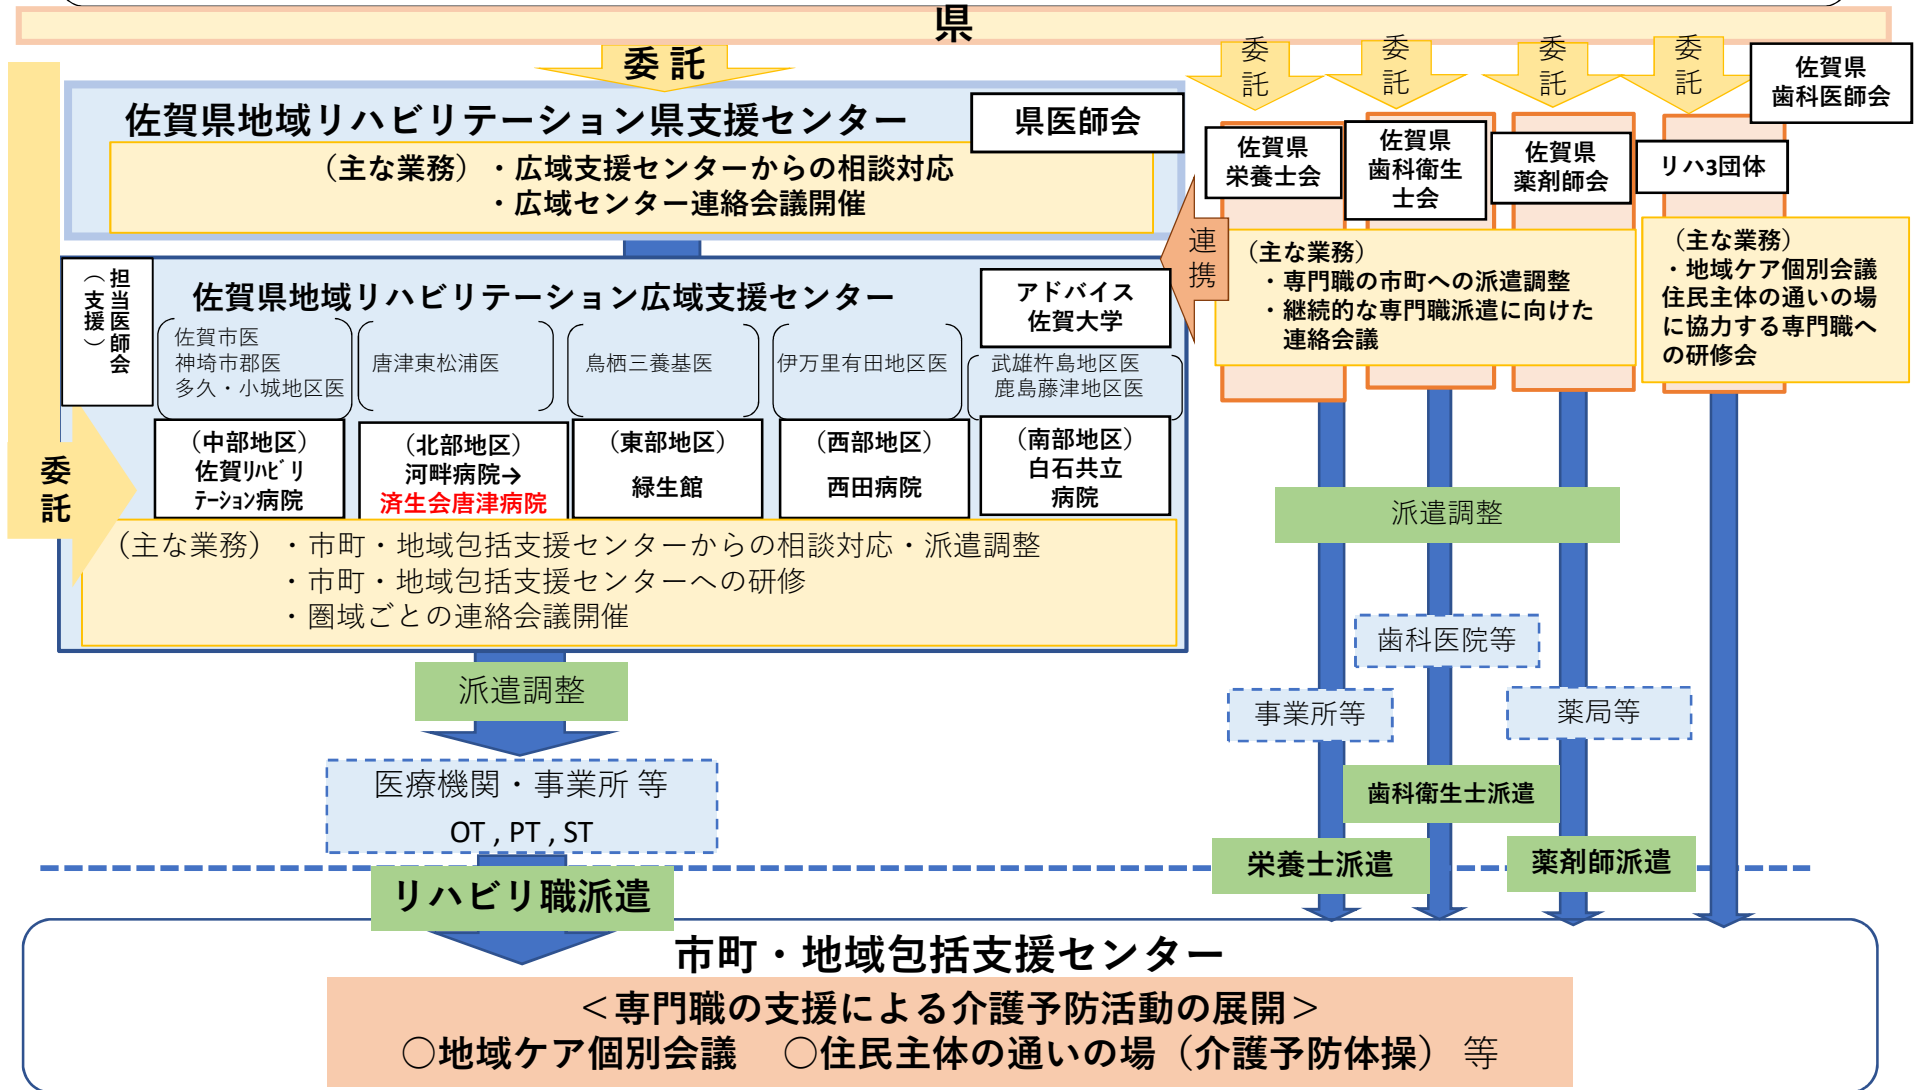 県
委 託
佐賀県地域リハビリテーション県支援センター
県医師会
（主な業務）・広域支援センターからの相談対応
・広域センター連絡会議開催
委託
委託
委託
委託
佐賀県
歯科医師会
佐賀県
栄養士会
佐賀県
歯科衛生
士会
佐賀県
薬剤師会
リハ3団体
連携
（主な業務）
・専門職の市町への派遣調整
・継続的な専門職派遣に向けた
連絡会議
（主な業務）
・地域ケア個別会議
住民主体の通いの場
に協力する専門職へ
の研修会
担当医師会
（支援）
佐賀県地域リハビリテーション広域支援センター
アドバイス
佐賀大学
佐賀市医
神埼市郡医
多久・小城地区医
唐津東松浦医
鳥栖三養基医
伊万里有田地区医
武雄杵島地区医
鹿島藤津地区医
（中部地区）
佐賀ﾘﾊﾋﾞﾘ
ﾃｰｼｮﾝ病院
（北部地区）
河畔病院→
済生会唐津病院
（東部地区）
緑生館
（西部地区）
西田病院
（南部地区）
白石共立
病院
委託
（主な業務）・市町・地域包括支援センターからの相談対応・派遣調整
・市町・地域包括支援センターへの研修
・圏域ごとの連絡会議開催
派遣調整
派遣調整
歯科医院等
事業所等
薬局等
医療機関・事業所 等
OT , PT , ST
歯科衛生士派遣
栄養士派遣
薬剤師派遣
リハビリ職派遣
市町・地域包括支援センター
＜専門職の支援による介護予防活動の展開＞
○地域ケア個別会議　○住民主体の通いの場（介護予防体操） 等